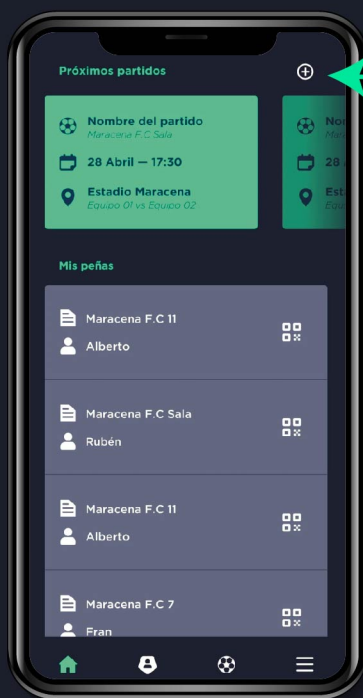 Próximos partidos
Nombre del partido
Maracena F.C Sala
28 Abril — 17:30
Estadio Maracena
Equipo 01 vs Equipo 02
28
Mis peñas
Maracena F.C 11
Alberto
Maracena F.C Sala
Rubén
Maracena F.C 11
Alberto
Maracena F.C 7
Fran